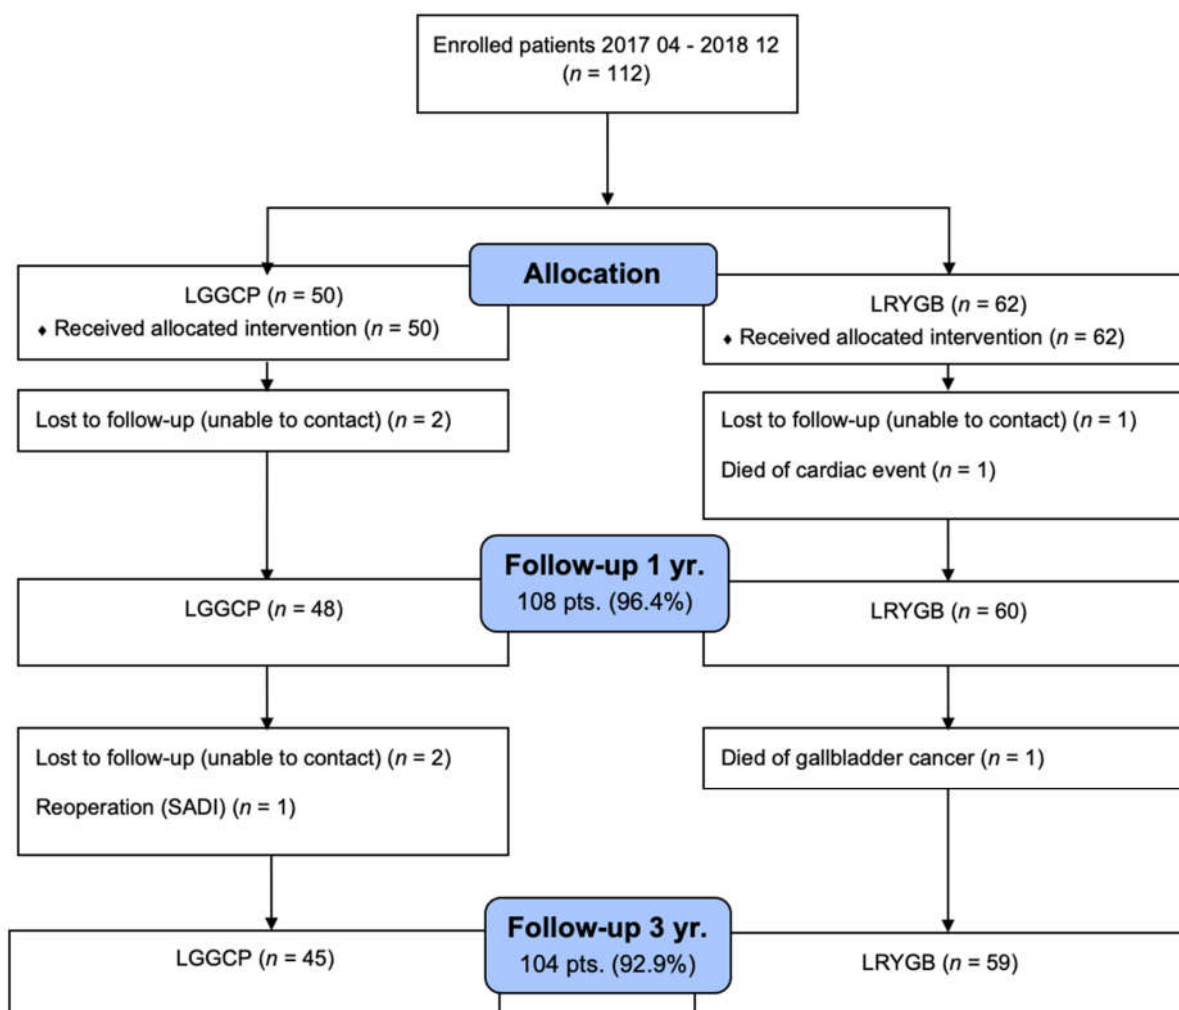 Enrolled patients 2017 04 - 2018 12
(n = 112)
Allocation
LGGCP (n = 50)
♦ Received allocated intervention (n = 50)
LRYGB (n = 62)
♦ Received allocated intervention (n = 62)
Lost to follow-up (unable to contact) (n = 2)
Lost to follow-up (unable to contact) (n = 1)
Died of cardiac event (n = 1)
Follow-up 1 yr.
108 pts. (96.4%)
LGGCP (n = 48)
LRYGB (n = 60)
Lost to follow-up (unable to contact) (n = 2)
Reoperation (SADI) (n = 1)
Died of gallbladder cancer (n = 1)
Follow-up 3 yr.
104 pts. (92.9%)
LGGCP (n = 45)
LRYGB (n = 59)